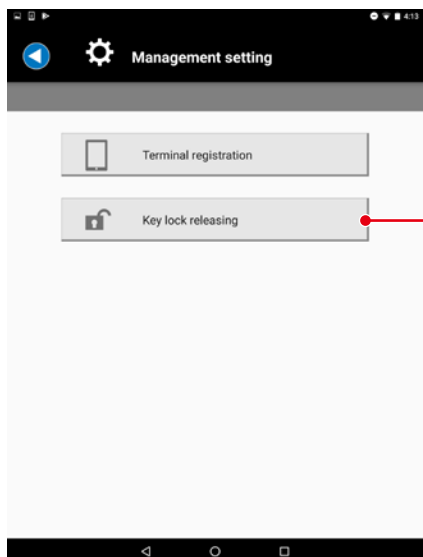 4:13
Management setting
Terminal registration
Key lock releasing